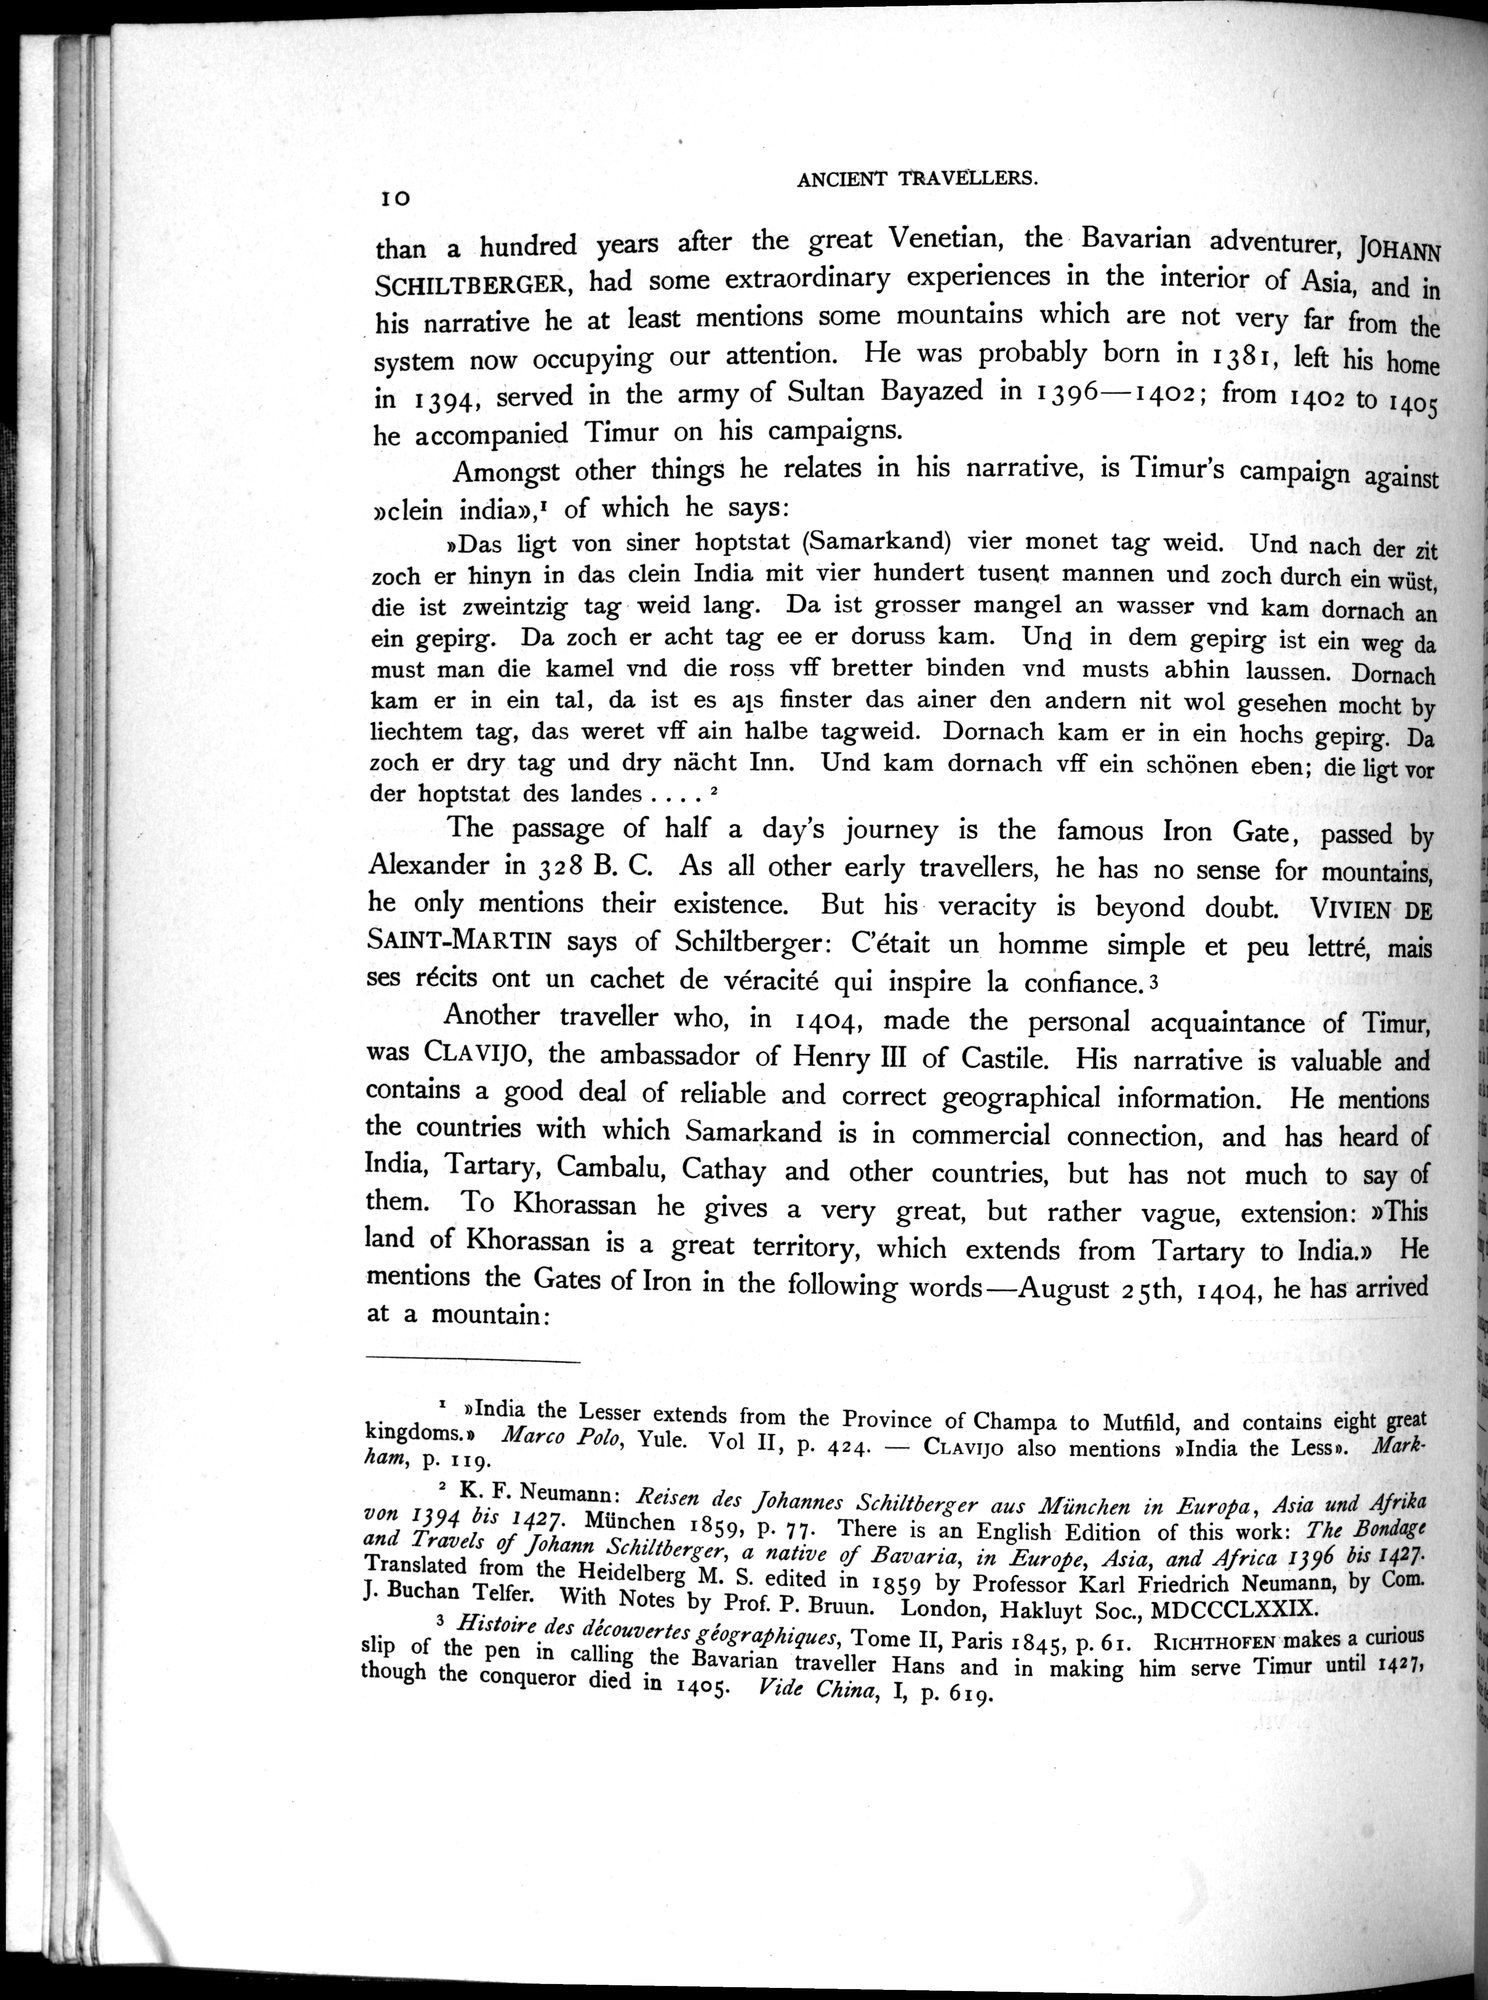 ANCIENT TRAVELLERS.
10
than a hundred years after the great Venetian, the Bavarian adventurer, JOHANN
SCHILTBERGER, had some extraordinary experiences in the interior of Asia, and in
his narrative he at least mentions some mountains which are not very far from the
system now occupying our attention. He was probably born in 1381, left his home
in 1394, served in the army of Sultan Bayazed in 1396—1402; from 1402 to 1405
he accompanied Timur on his campaigns.
Amongst other things he relates in his narrative, is Timur's campaign against
»clein india»,¹ of which he says:
»Das ligt von siner hoptstat (Samarkand) vier monet tag weid. Und nach der zit
zoch er hinyn in das clein India mit vier hundert tusent mannen und zoch durch ein wüst,
die ist zweintzig tag weid lang. Da ist grosser mangel an wasser vnd kam dornach an
ein gepirg. Da zoch er acht tag ee er doruss kam. Und in dem gepirg ist ein weg da
must man die kamel vnd die ross vff bretter binden vnd musts abhin laussen. Dornach
kam er in ein tal, da ist es als finster das ainer den andern nit wol gesehen mocht by
liechtem tag, das weret vff ain halbe tagweid. Dornach kam er in ein hochs gepirg. Da
zoch er dry tag und dry nächt Inn. Und kam dornach vff ein schönen eben; die ligt vor
der hoptstat des landes . . . . ²
The passage of half a day's journey is the famous Iron Gate, passed by
Alexander in 328 B. C. As all other early travellers, he has no sense for mountains,
he only mentions their existence. But his veracity is beyond doubt. VIVIEN DE
SAINT-MARTIN says of Schiltberger: C'était un homme simple et peu lettré, mais
ses récits ont un cachet de véracité qui inspire la confiance.³
Another traveller who, in 1404, made the personal acquaintance of Timur,
was CLAVIJO, the ambassador of Henry III of Castile. His narrative is valuable and
contains a good deal of reliable and correct geographical information. He mentions
the countries with which Samarkand is in commercial connection, and has heard of
India, Tartary, Cambalu, Cathay and other countries, but has not much to say of
them. To Khorassan he gives a very great, but rather vague, extension: »This
land of Khorassan is a great territory, which extends from Tartary to India.» He
mentions the Gates of Iron in the following words—August 25th, 1404, he has arrived
at a mountain:
¹ »India the Lesser extends from the Province of Champa to Mutfild, and contains eight great
kingdoms.» Marco Polo, Yule. Vol II, p. 424. — CLAVIJO also mentions »India the Less». Mark-
ham, p. 119.
² K. F. Neumann: Reisen des Johannes Schiltberger aus München in Europa, Asia und Afrika
von 1394 bis 1427. München 1859, p. 77. There is an English Edition of this work: The Bondage
and Travels of Johann Schiltberger, a native of Bavaria, in Europe, Asia, and Africa 1396 bis 1427.
Translated from the Heidelberg M. S. edited in 1859 by Professor Karl Friedrich Neumann, by Com.
J. Buchan Telfer. With Notes by Prof. P. Bruun. London, Hakluyt Soc., MDCCCLXXIX.
³ Histoire des découvertes géographiques, Tome II, Paris 1845, p. 61. RICHTHOFEN makes a curious
slip of the pen in calling the Bavarian traveller Hans and in making him serve Timur until 1427,
though the conqueror died in 1405. Vide China, I, p. 619.